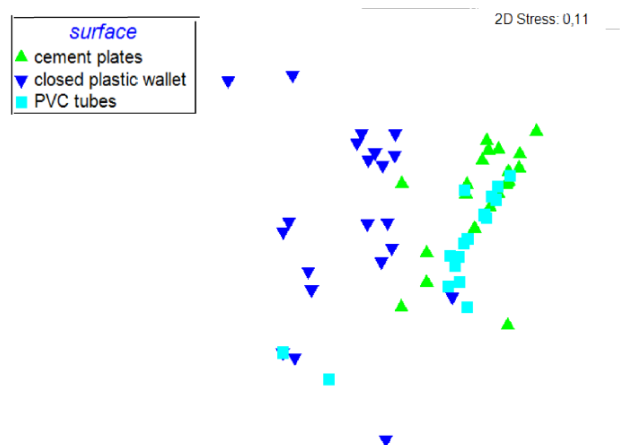 2D Stress: 0,11
surface
cement plates
closed plastic wallet
PVC tubes